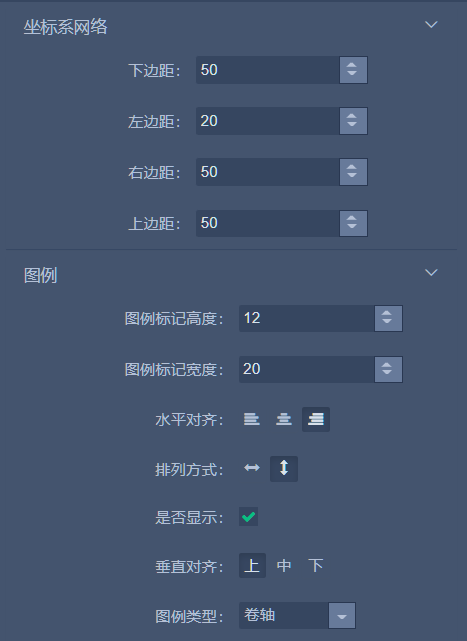 坐标系网络
下边距： 50
左边距： 20
右边距： 50
上边距： 50
图例
图例标记高度： 12
图例标记宽度： 20
水平对齐：
排列方式：
是否显示：
垂直对齐： 上 中 下
图例类型： 卷轴